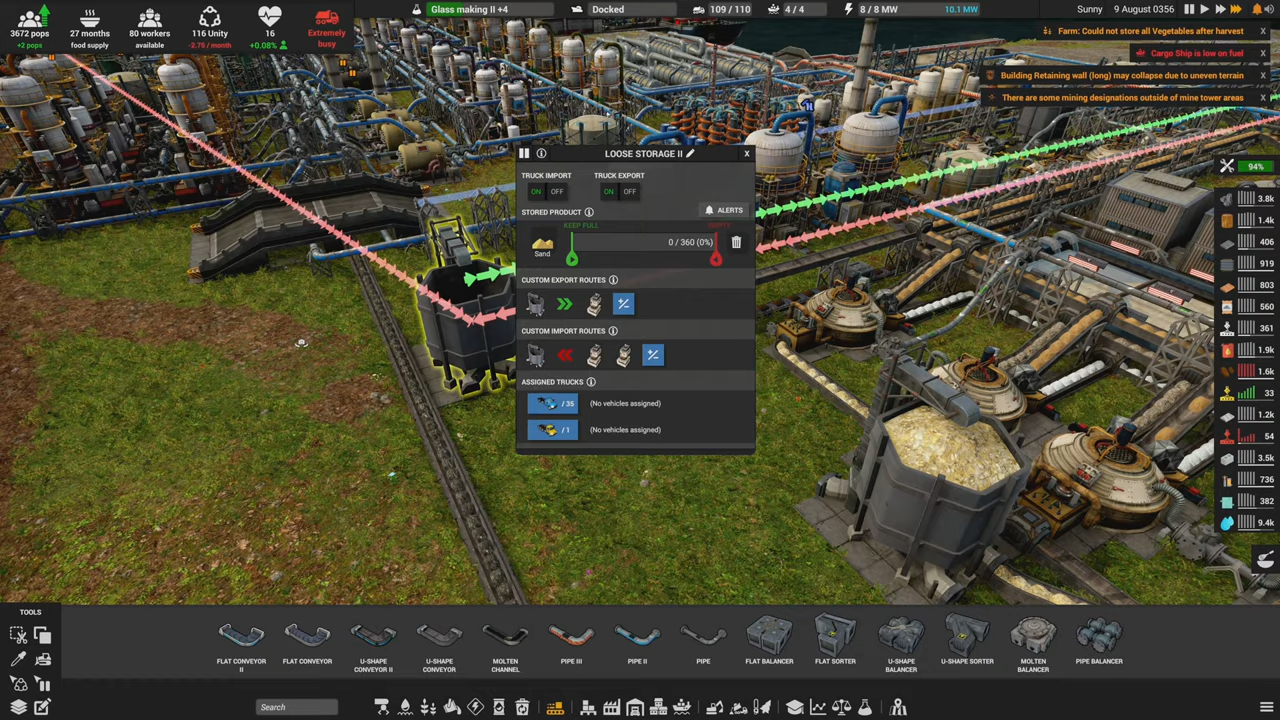 3672 pops
+2 pops
27 months
food supply
80 workers
available
116 Unity
-2.75 / month
16
+0.08%
Extremely
busy
Glass making II +4
Docked
109 / 110
4 / 4
8 / 8 MW
10.1 MW
Sunny
9 August 0356
Farm: Could not store all Vegetables after harvest X
Cargo Ship is low on fuel X
Building Retaining wall (long) may collapse due to uneven terrain X
There are some mining designations outside of mine tower areas X
94%
3.8k
1.4k
406
919
803
560
361
1.9k
1.6k
33
1.2k
54
3.5k
736
382
9.4k
LOOSE STORAGE II X
TRUCK IMPORT TRUCK EXPORT
ON OFF ON OFF
STORED PRODUCT
ALERTS
KEEP FULL
0 / 360 (0%)
Sand
CUSTOM EXPORT ROUTES
CUSTOM IMPORT ROUTES
ASSIGNED TRUCKS
/ 35 (No vehicles assigned)
/ 1 (No vehicles assigned)
TOOLS
FLAT CONVEYOR
II
FLAT CONVEYOR
U-SHAPE
CONVEYOR II
U-SHAPE
CONVEYOR
MOLTEN
CHANNEL
PIPE III
PIPE II
PIPE
FLAT BALANCER
FLAT SORTER
U-SHAPE
BALANCER
U-SHAPE SORTER
MOLTEN
BALANCER
PIPE BALANCER
Search